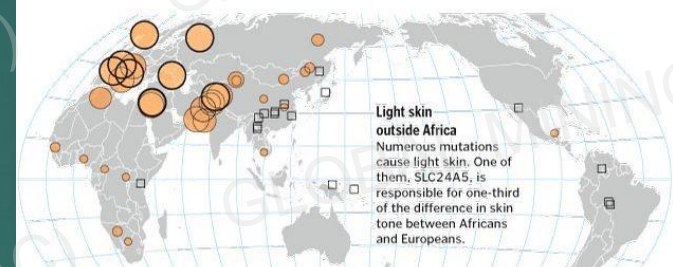 Light skin
outside Africa
Numerous mutations
cause light skin. One of
them, SLC24A5, is
responsible for one-third
of the difference in skin
tone between Africans
and Europeans.